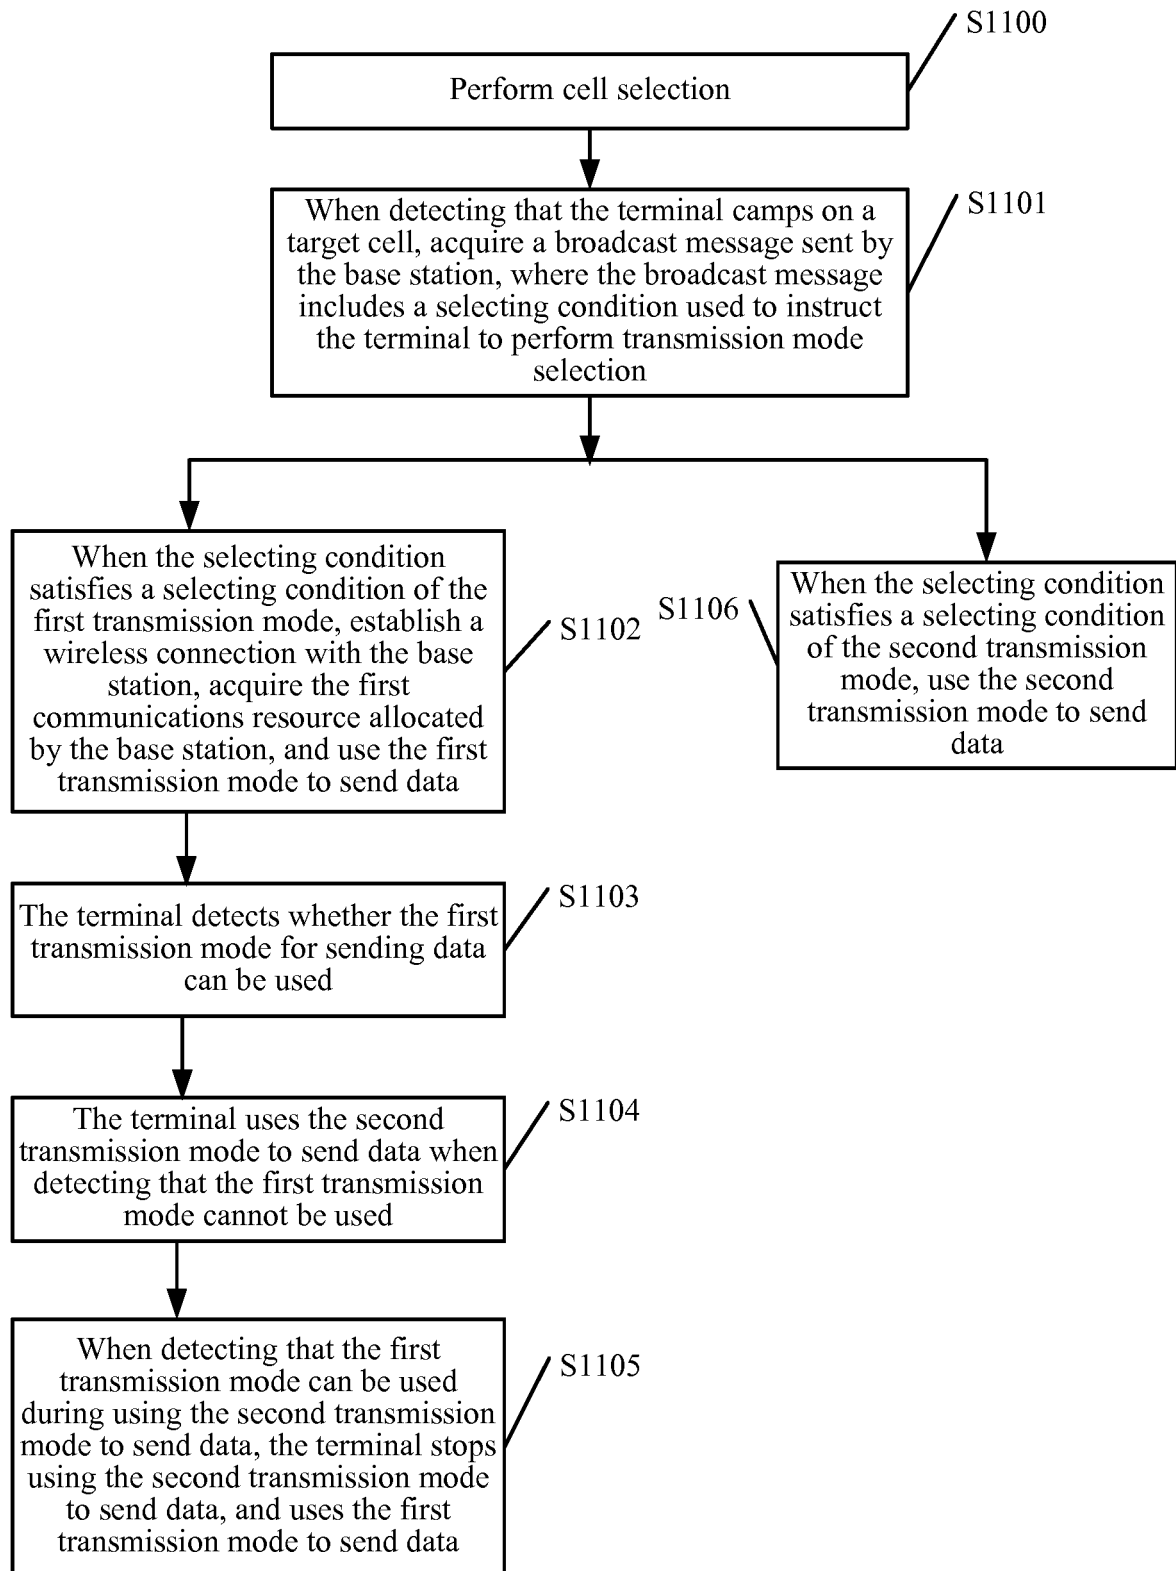 S1100
Perform cell selection
S1101
When detecting that the terminal camps on a
target cell, acquire a broadcast message sent by
the base station, where the broadcast message
includes a selecting condition used to instruct
the terminal to perform transmission mode
selection
When the selecting condition
satisfies a selecting condition of the
first transmission mode, establish a
wireless connection with the base
station, acquire the first
communications resource allocated
by the base station, and use the first
transmission mode to send data
S1102
S1106
When the selecting condition
satisfies a selecting condition
of the second transmission
mode, use the second
transmission mode to send
data
S1103
The terminal detects whether the first
transmission mode for sending data
can be used
S1104
The terminal uses the second
transmission mode to send data when
detecting that the first transmission
mode cannot be used
S1105
When detecting that the first
transmission mode can be used
during using the second transmission
mode to send data, the terminal stops
using the second transmission mode
to send data, and uses the first
transmission mode to send data